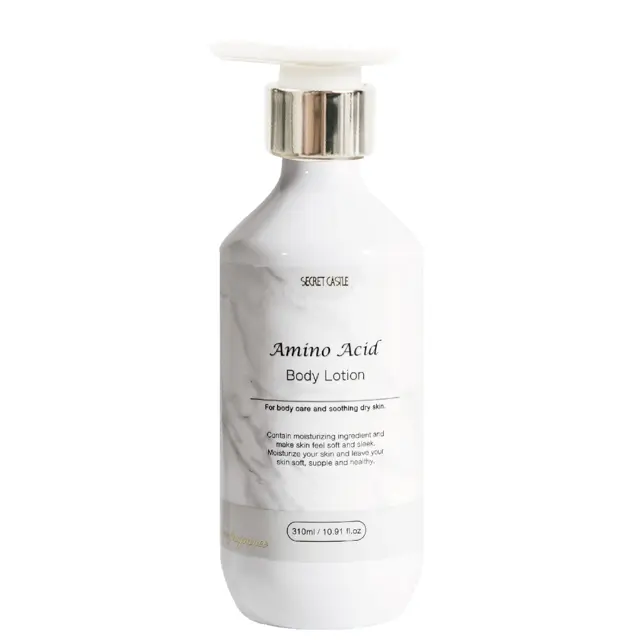 SECRET CASTLE
Amino Acid
Body Lotion
For body care and soothing dry skin.
Contain moisturizing ingredient and
make skin feel soft and sleek.
Moisturize your skin and leave your
skin soft, supple and healthy.
310ml / 10.91 fl.oz